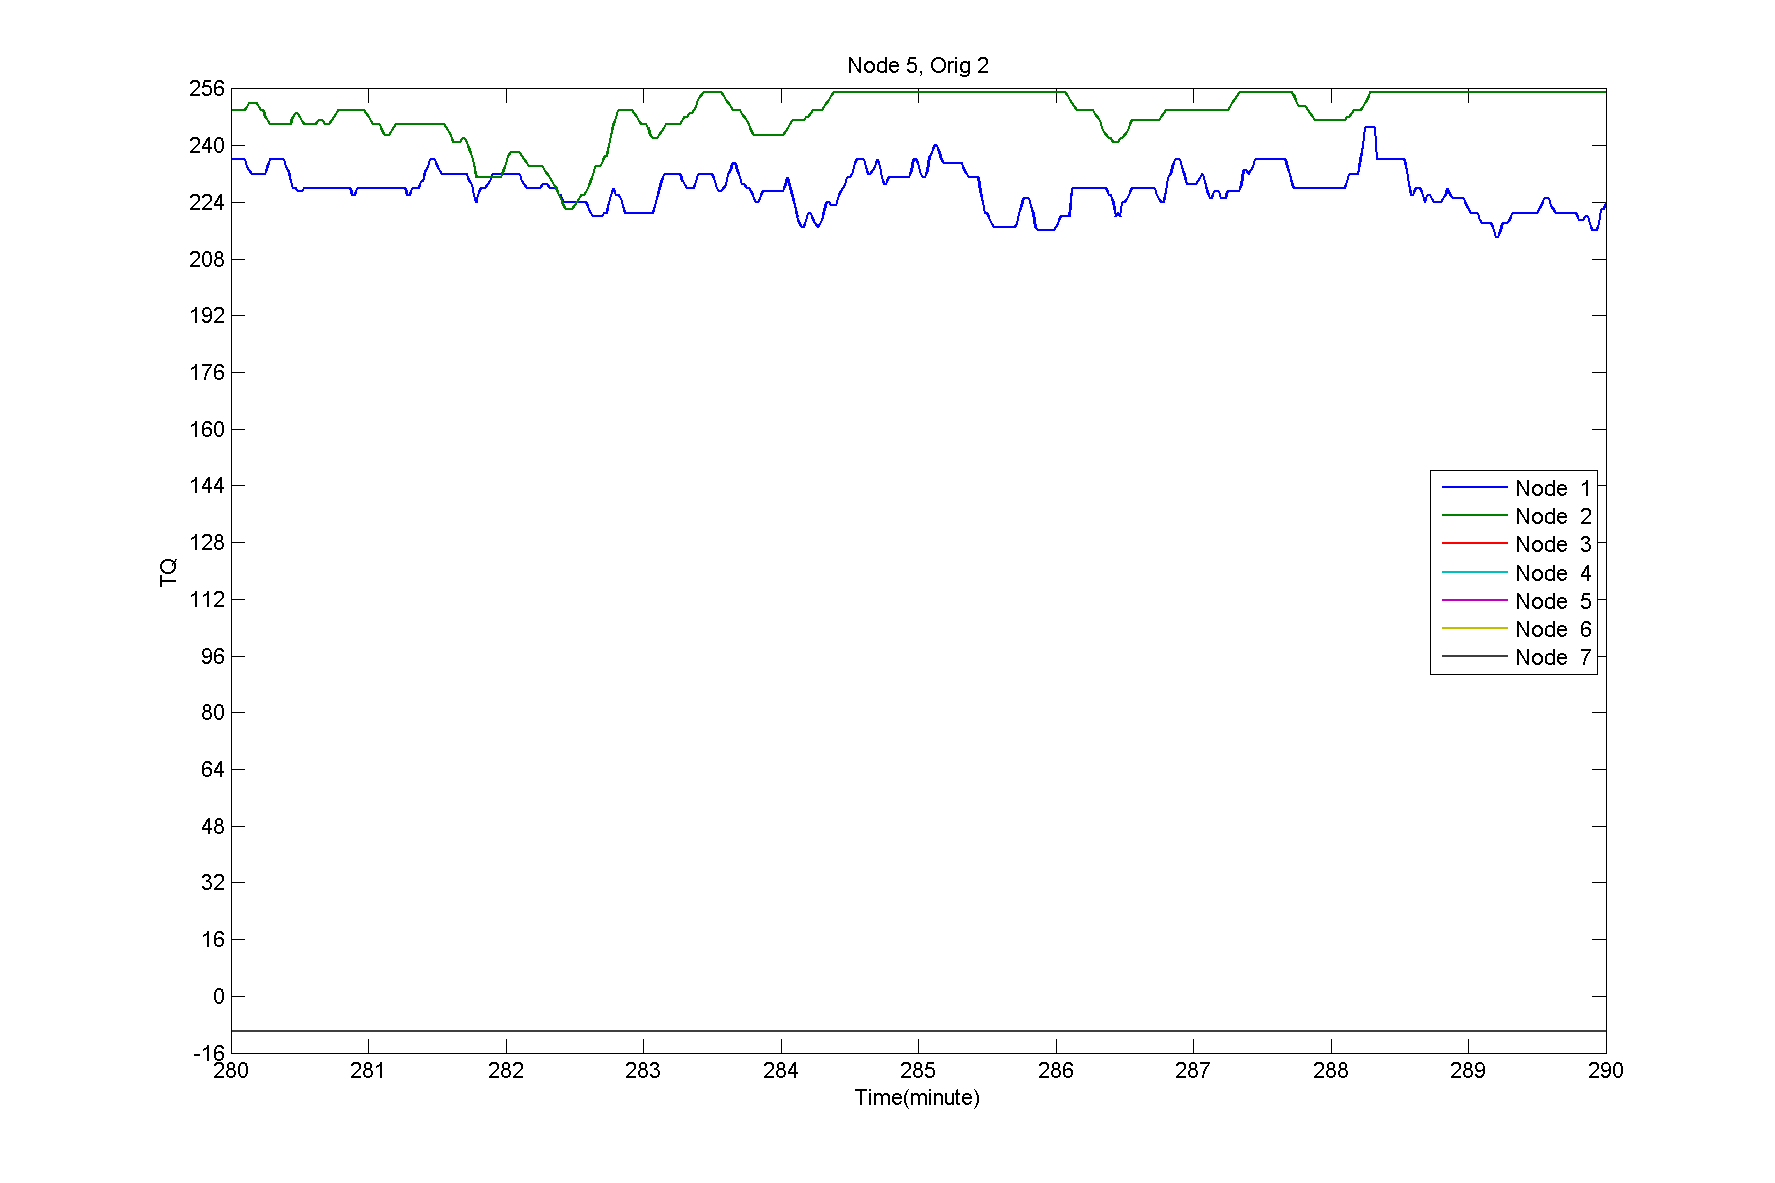 Node 5, Orig 2
256
240
224
208
192
176
160
144
128
112
96
80
64
48
32
16
0
-16
TQ
Node 1
Node 2
Node 3
Node 4
Node 5
Node 6
Node 7
280 281 282 283 284 285 286 287 288 289 290
Time(minute)